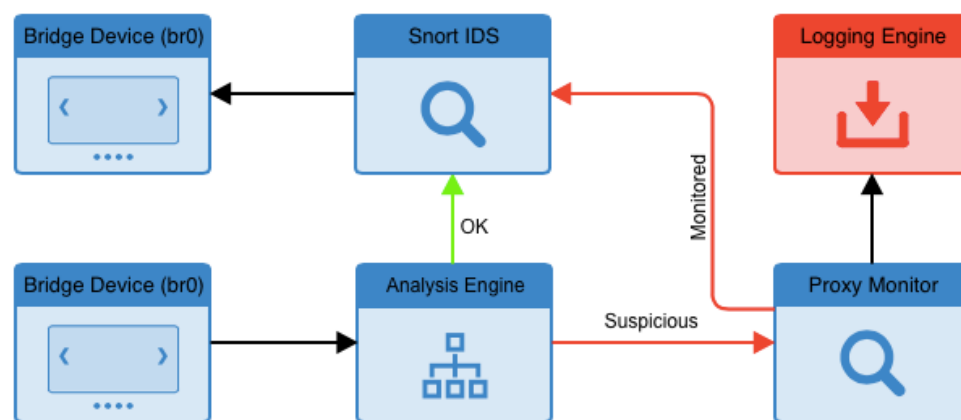 Bridge Device (br0)
Snort IDS
Logging Engine
Monitored
OK
Bridge Device (br0)
Analysis Engine
Suspicious
Proxy Monitor